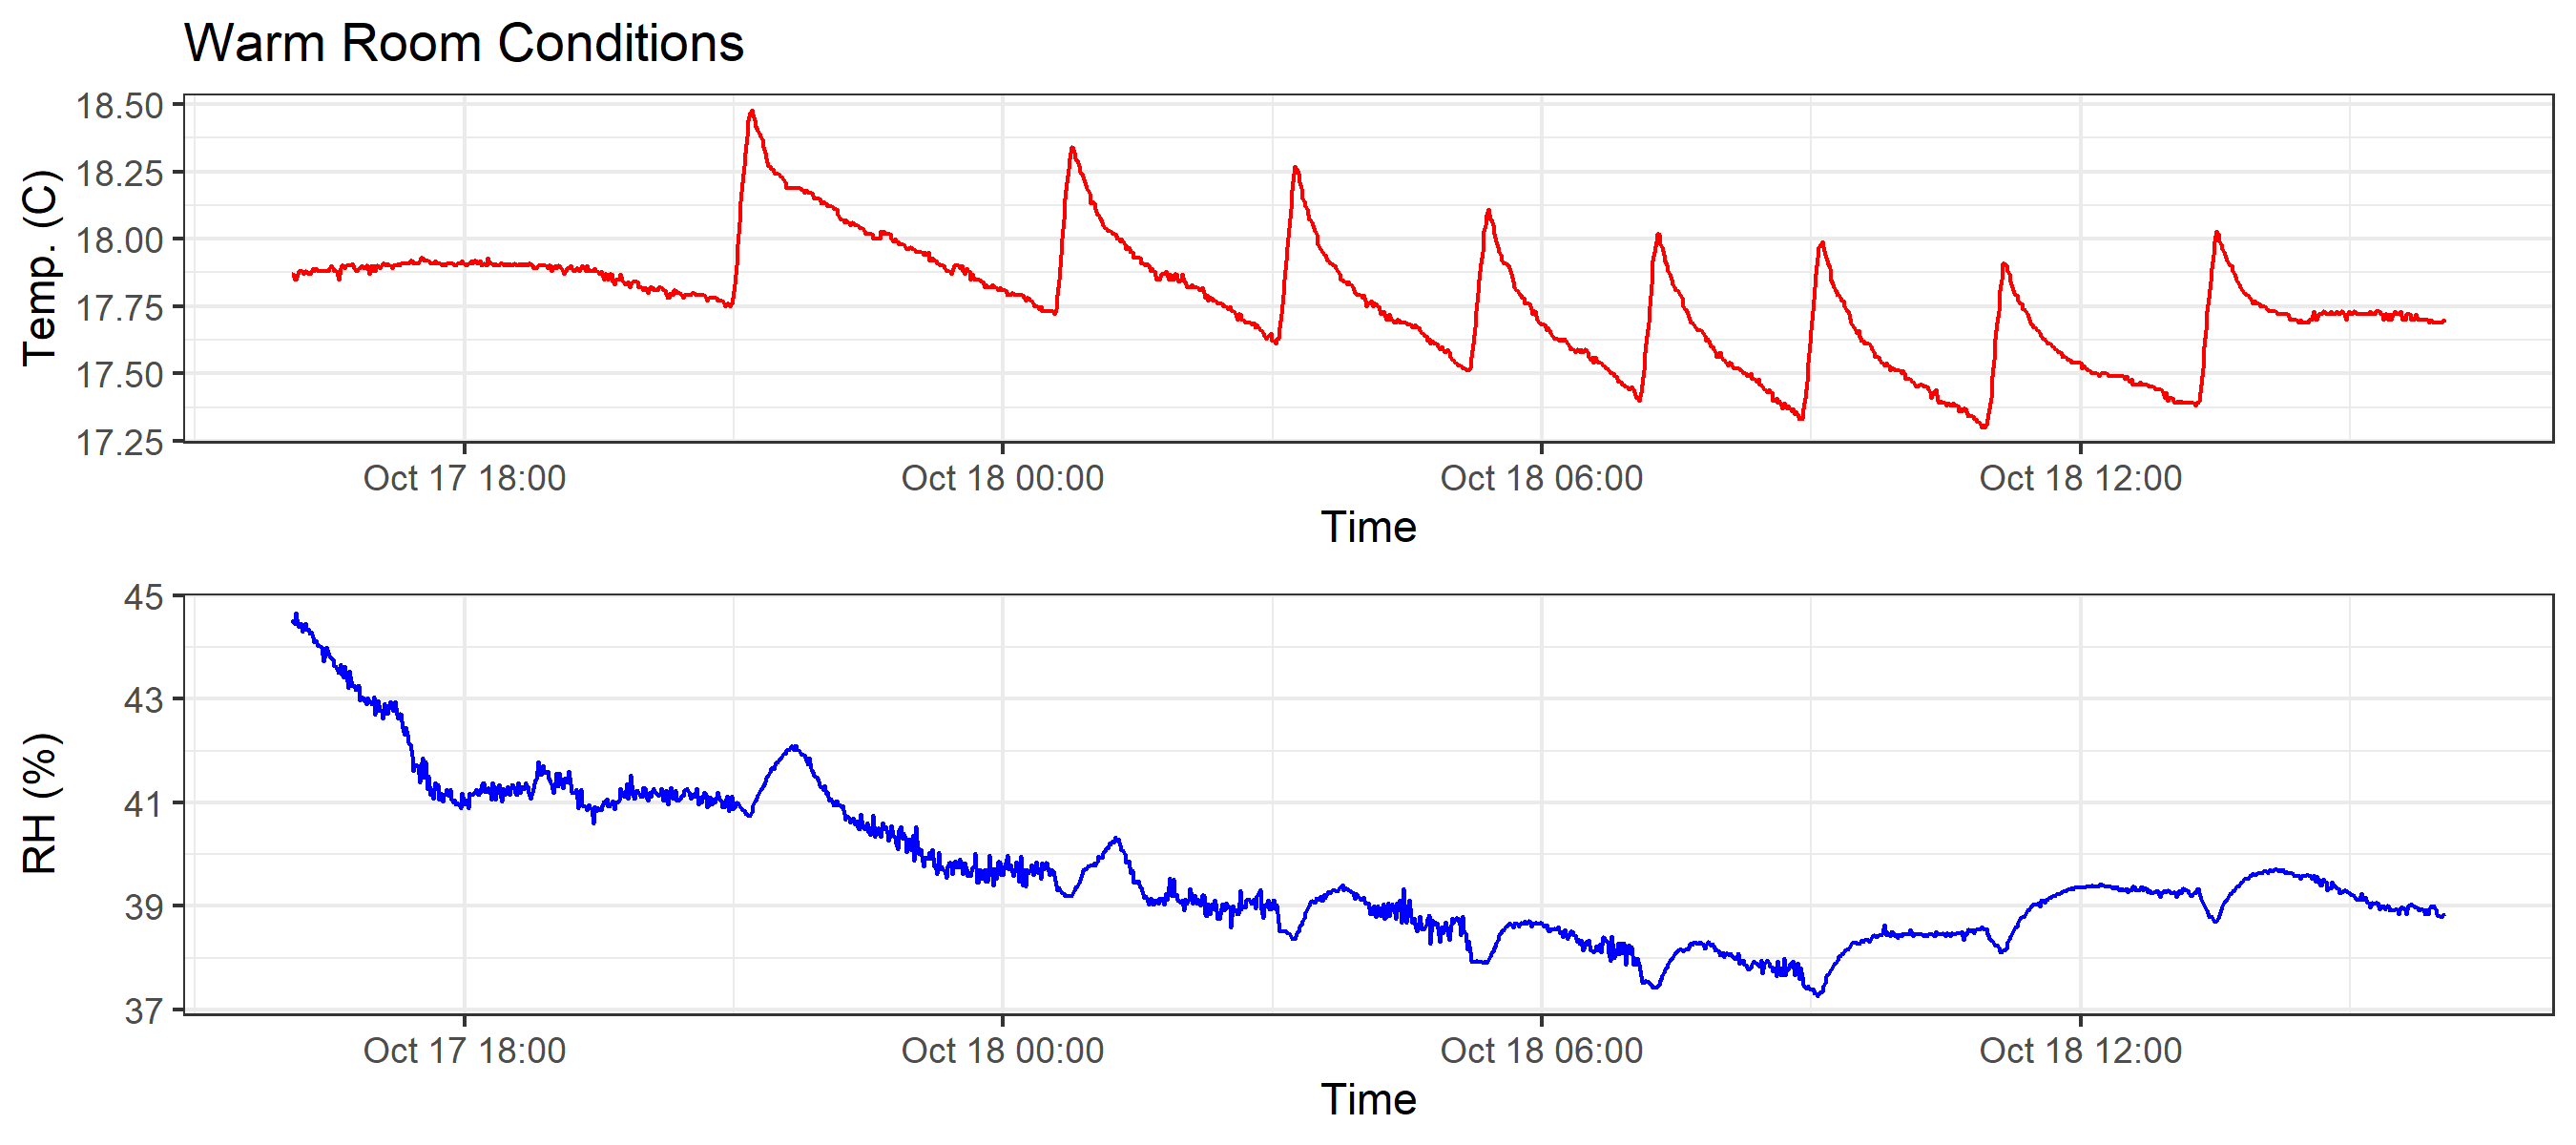 Warm Room Conditions
Temp. (C)
18.50
18.25
18.00
17.75
17.50
17.25
Oct 17 18:00 Oct 18 00:00 Oct 18 06:00 Oct 18 12:00
Time
RH (%)
45
43
41
39
37
Oct 17 18:00 Oct 18 00:00 Oct 18 06:00 Oct 18 12:00
Time